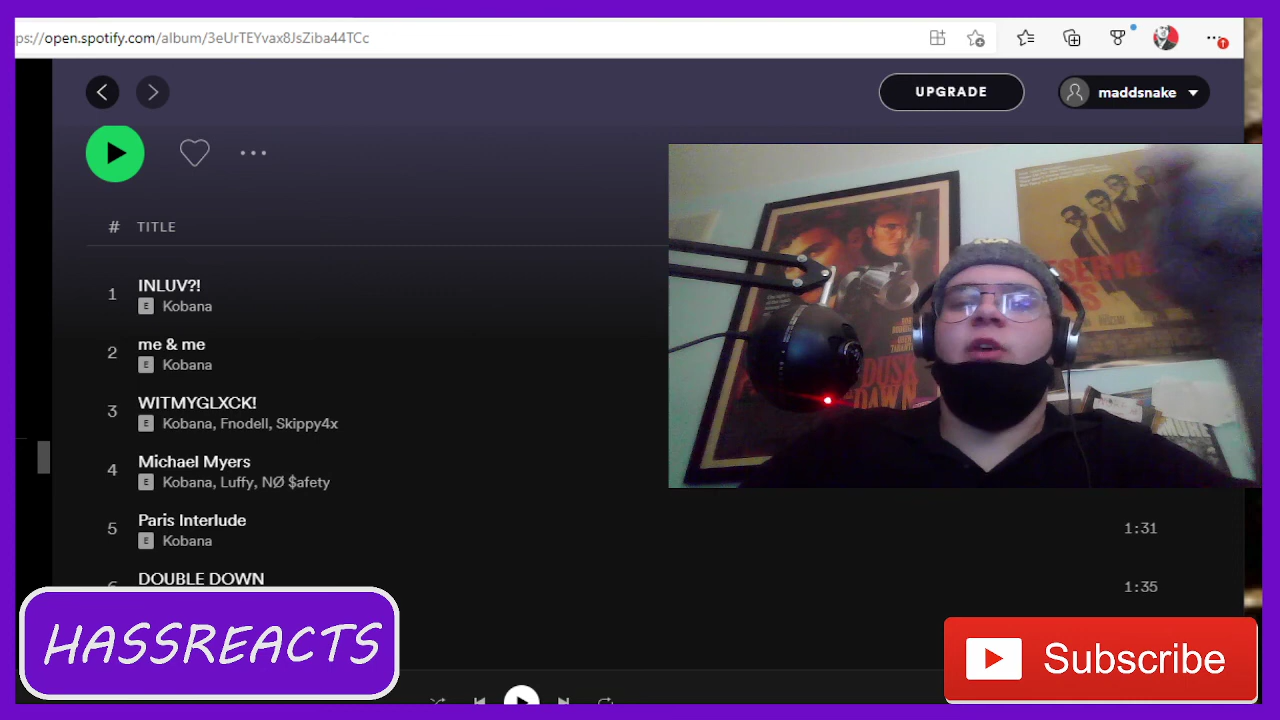 ps://open.spotify.com/album/3eUrTEYvax8JsZiba44TCc
UPGRADE
maddsnake
# TITLE
1
INLUV?!
E Kobana
2
me & me
E Kobana
3
WITMYGLXCK!
E Kobana, Fnodell, Skippy4x
4
Michael Myers
E Kobana, Luffy, NØ $afety
5
Paris Interlude
E Kobana
1:31
DOUBLE DOWN
1:35
DUSK
DAWN
HASSREACTS
Subscribe